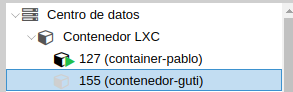 Centro de datos
Contenedor LXC
127 (container-pablo)
155 (contenedor-guti)